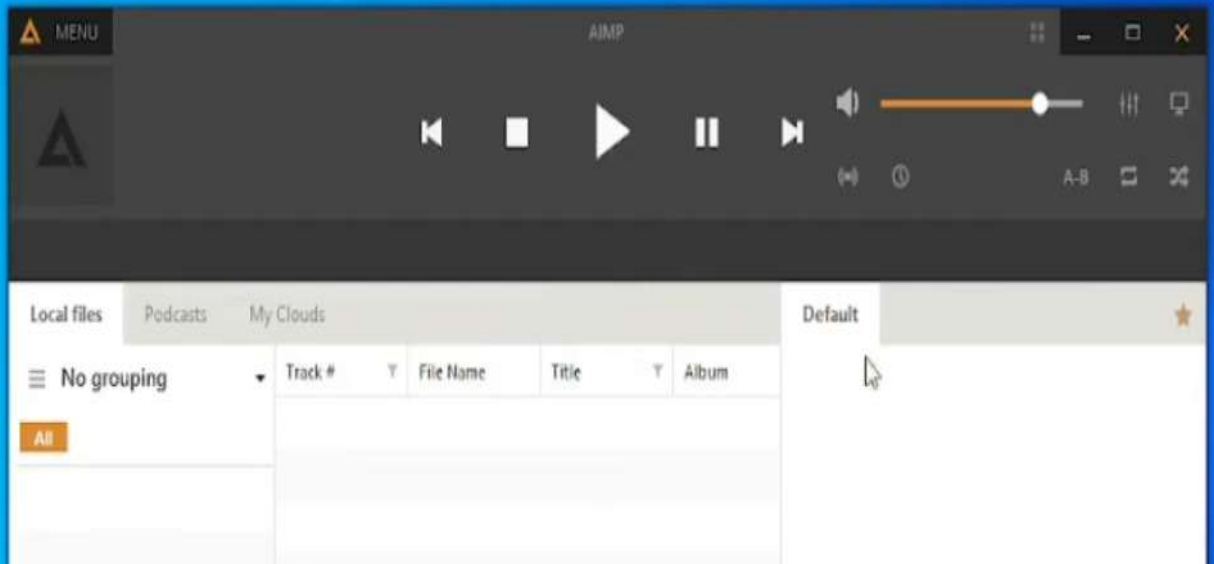 MENU AIMP
A-B
Local files Podcasts My Clouds Default
No grouping Track # File Name Title Album
All